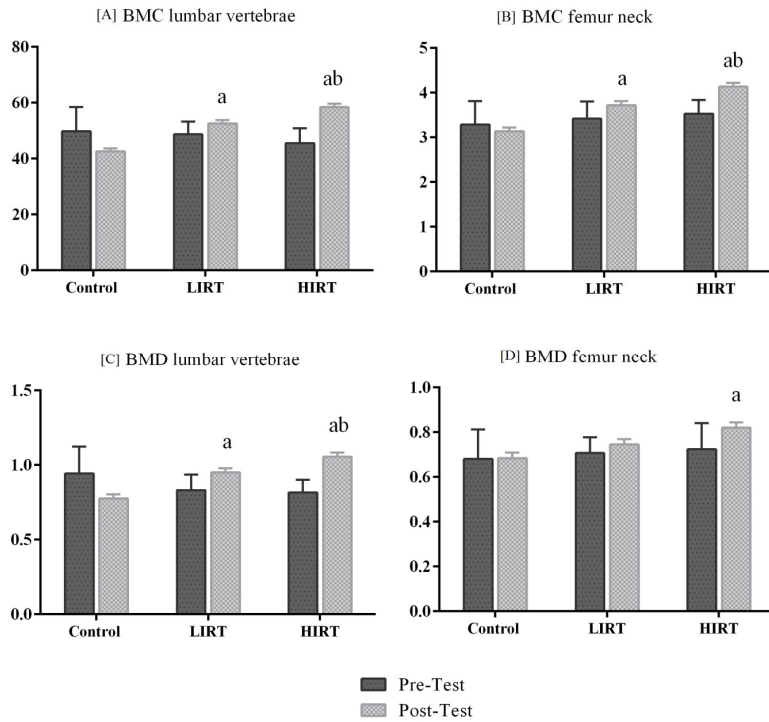 [A] BMC lumbar vertebrae
80
60
40
20
0
a
ab
Control LIRT HIRT
[B] BMC femur neck
5
4
3
2
1
0
a
ab
Control LIRT HIRT
[C] BMD lumbar vertebrae
1.5
1.0
0.5
0.0
a
ab
Control LIRT HIRT
[D] BMD femur neck
1.0
0.8
0.6
0.4
0.2
0.0
a
Control LIRT HIRT
Pre-Test
Post-Test